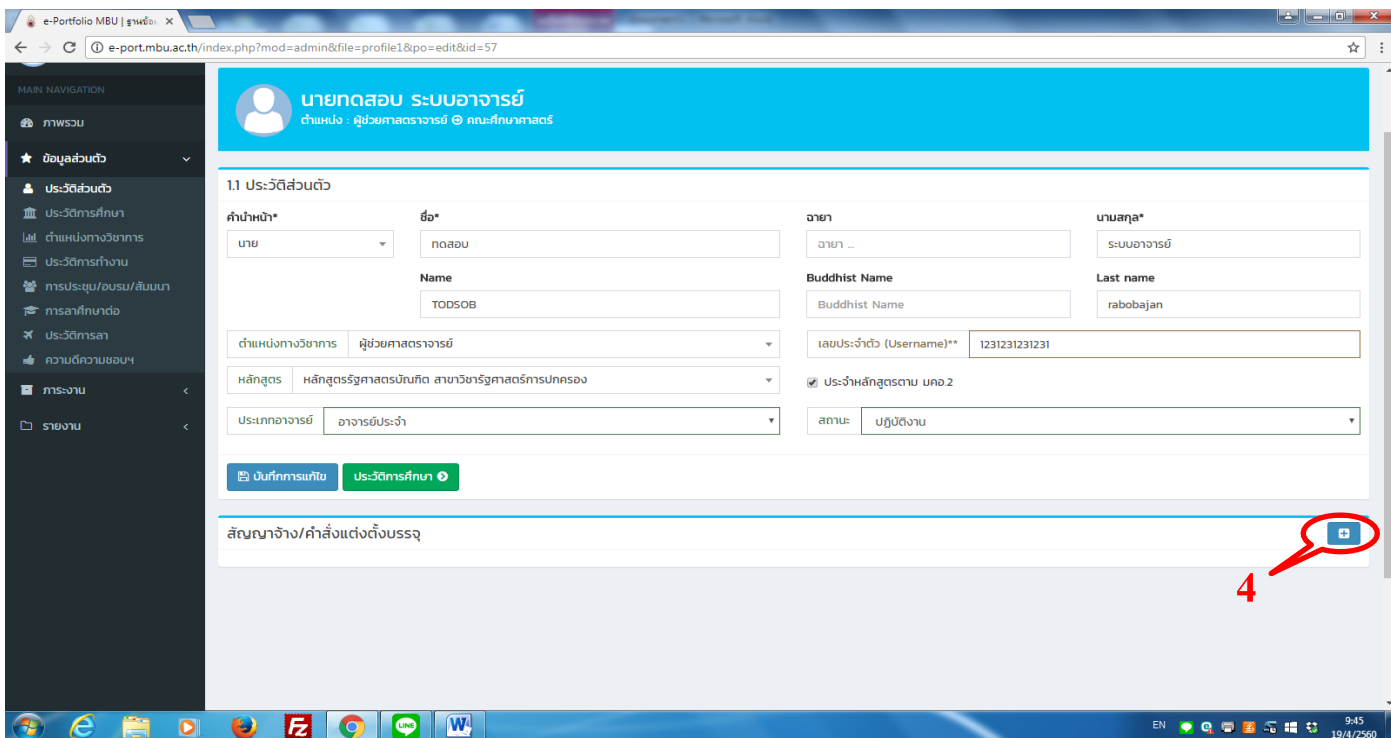 e-Portfolio MBU | ฐานข้อม
e-port.mbu.ac.th/index.php?mod=admin&file=profile1&po=edit&id=57
MAIN NAVIGATION
ภาพรวม
ข้อมูลส่วนตัว
ประวัติส่วนตัว
ประวัติการศึกษา
ตำแหน่งทางวิชาการ
ประวัติการทำงาน
การประชุม/อบรม/สัมมนา
การลาศึกษาต่อ
ประวัติการลา
ความดีความชอบฯ
ภาระงาน
รายงาน
นายทดสอบ ระบบอาจารย์
ตำแหน่ง : ผู้ช่วยศาสตราจารย์ คณะศึกษาศาสตร์
1.1 ประวัติส่วนตัว
คำนำหน้า* ชื่อ* ฉายา นามสกุล*
นาย ทดสอบ ฉายา ... ระบบอาจารย์
Name Buddhist Name Last name
TODSOB Buddhist Name rabobajan
ตำแหน่งทางวิชาการ ผู้ช่วยศาสตราจารย์ เลขประจำตัว (Username)** 1231231231231
หลักสูตร หลักสูตรรัฐศาสตรบัณฑิต สาขาวิชารัฐศาสตร์การปกครอง ประจำหลักสูตรตาม มคอ.2
ประเภทอาจารย์ อาจารย์ประจำ สถานะ ปฏิบัติงาน
บันทึกการแก้ไข ประวัติการศึกษา
สัญญาจ้าง/คำสั่งแต่งตั้งบรรจุ
4
LINE
EN 9:45
19/4/2560